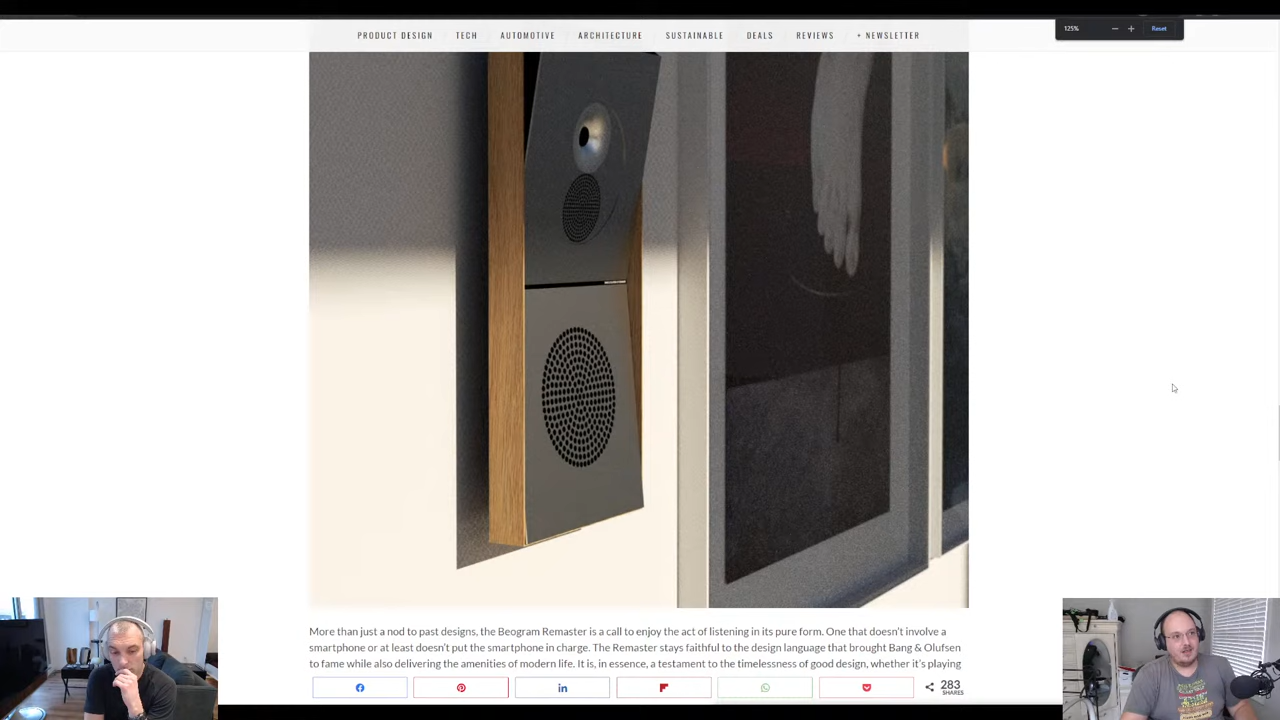 PRODUCT DESIGN TECH AUTOMOTIVE ARCHITECTURE SUSTAINABLE DEALS REVIEWS + NEWSLETTER
125% Reset
More than just a nod to past designs, the Beogram Remaster is a call to enjoy the act of listening in its pure form. One that doesn't involve a
smartphone or at least doesn't put the smartphone in charge. The Remaster stays faithful to the design language that brought Bang & Olufsen
to fame while also delivering the amenities of modern life. It is, in essence, a testament to the timelessness of good design, whether it's playing
283
SHARES